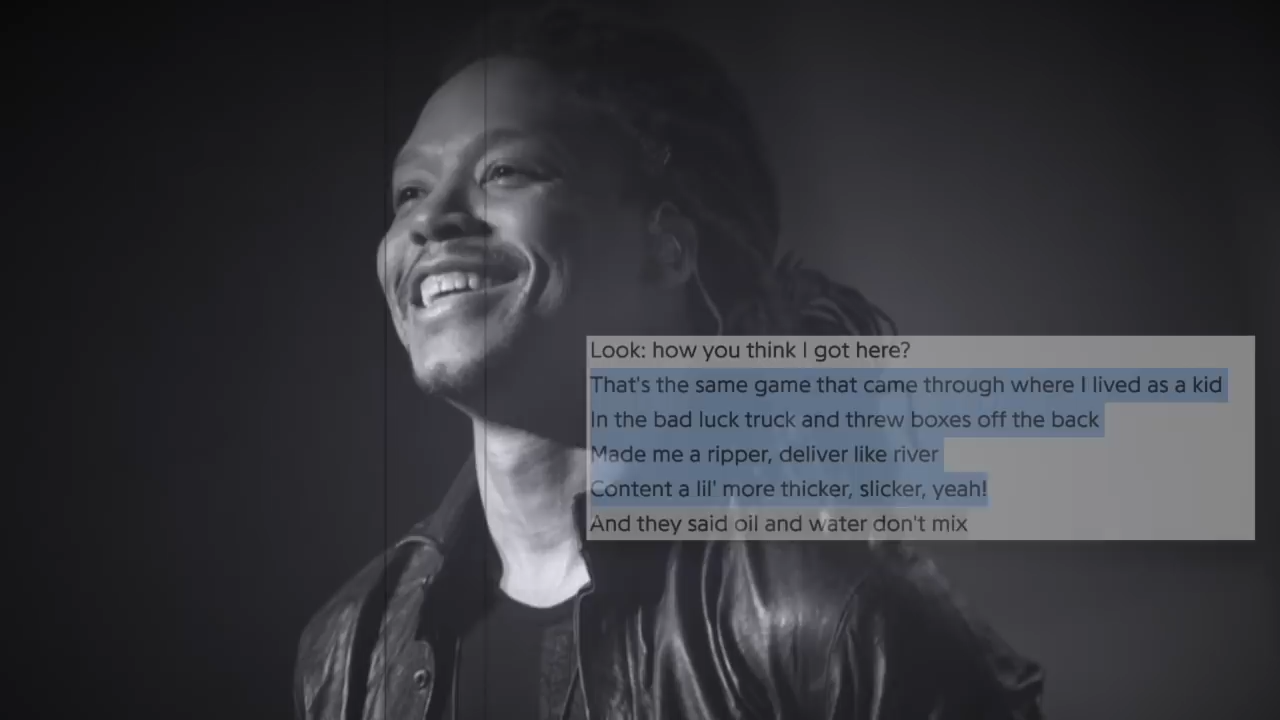 Look: how you think I got here?
That's the same game that came through where I lived as a kid
In the bad luck truck and threw boxes off the back
Made me a ripper, deliver like river
Content a lil' more thicker, slicker, yeah!
And they said oil and water don't mix